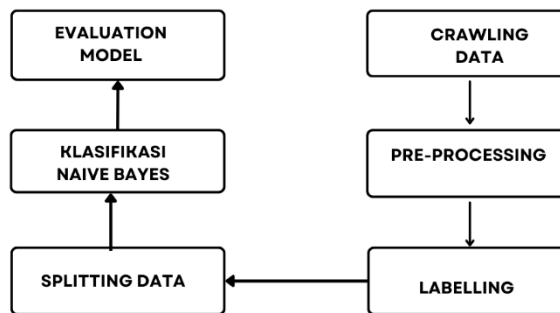 EVALUATION
MODEL
CRAWLING
DATA
KLASIFIKASI
NAIVE BAYES
PRE-PROCESSING
SPLITTING DATA
LABELLING